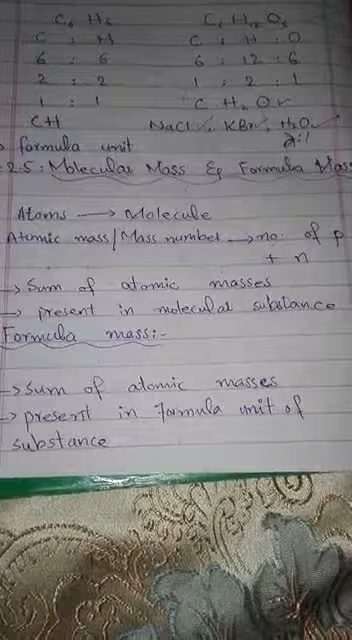 C6 H6 C6 H12 O6
C : H C : H : O
6 : 6 6 : 12 : 6
2 : 2 1 : 2 : 1
1 : 1 C H2 O
CH NaCl, KBr, H2O
2:1
formula unit
2.5: Molecular Mass & Formula Mass
Atoms → Molecule
Atomic mass/Mass number → no. of p
+ n
→ Sum of atomic masses
→ present in molecular substance
Formula mass:-
→ sum of atomic masses
→ present in formula unit of
substance